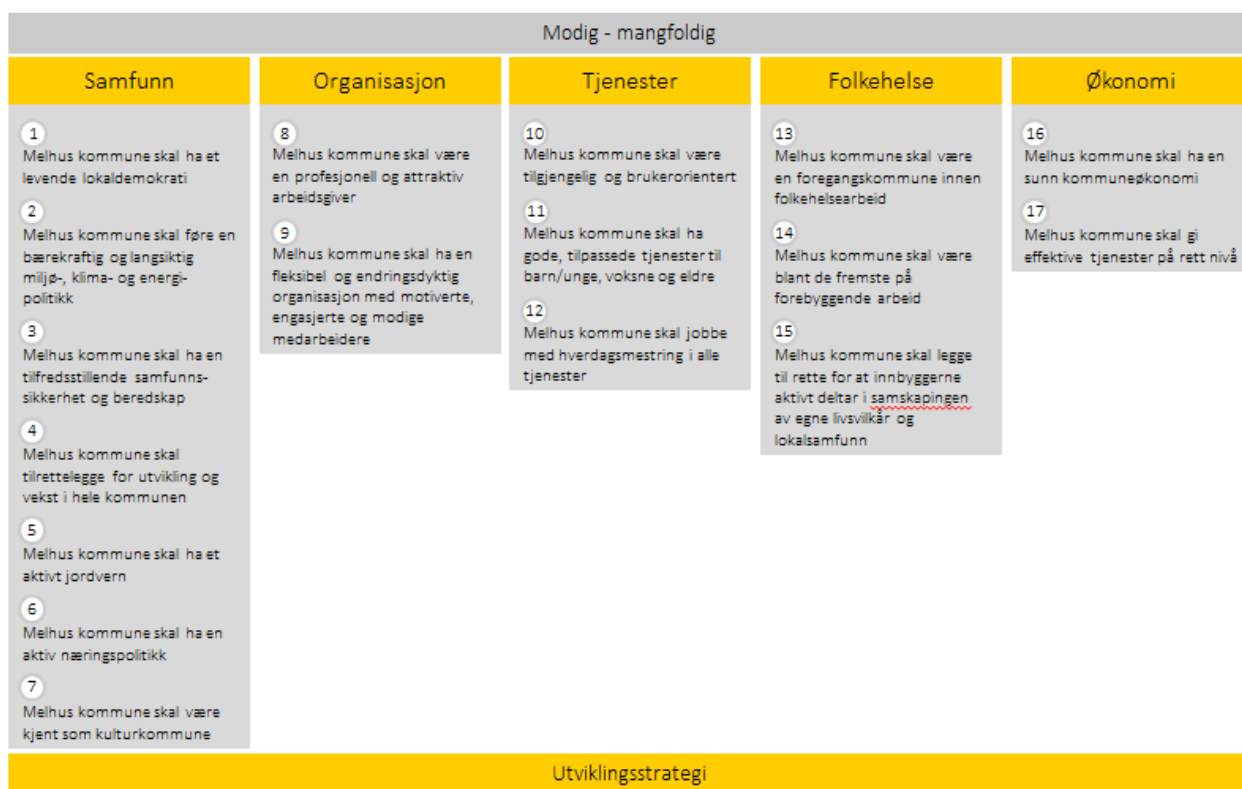 Modig - mangfoldig
Samfunn
1
Melhus kommune skal ha et
levende lokaldemokrati
2
Melhus kommune skal føre en
bærekraftig og langsiktig
miljø-, klima- og energi-
politikk
3
Melhus kommune skal ha en
tilfredsstillende samfunns-
sikkerhet og beredskap
4
Melhus kommune skal
tilrettelegge for utvikling og
vekst i hele kommunen
5
Melhus kommune skal ha et
aktivt jordvern
6
Melhus kommune skal ha en
aktiv næringspolitikk
7
Melhus kommune skal være
kjent som kulturkommune
Organisasjon
8
Melhus kommune skal være
en profesjonell og attraktiv
arbeidsgiver
9
Melhus kommune skal ha en
fleksibel og endringsdyktig
organisasjon med motiverte,
engasjerte og modige
medarbeidere
Tjenester
10
Melhus kommune skal være
tilgjengelig og brukerorientert
11
Melhus kommune skal ha
gode, tilpassede tjenester til
barn/unge, voksne og eldre
12
Melhus kommune skal jobbe
med hverdagsmestring i alle
tjenester
Folkehelse
13
Melhus kommune skal være
en foregangskommune innen
folkehelsearbeid
14
Melhus kommune skal være
blant de fremste på
forebyggende arbeid
15
Melhus kommune skal legge
til rette for at innbyggerne
aktivt deltar i samskapingen
av egne livsvilkår og
lokalsamfunn
Økonomi
16
Melhus kommune skal ha en
sunn kommuneøkonomi
17
Melhus kommune skal gi
effektive tjenester på rett nivå
Utviklingsstrategi